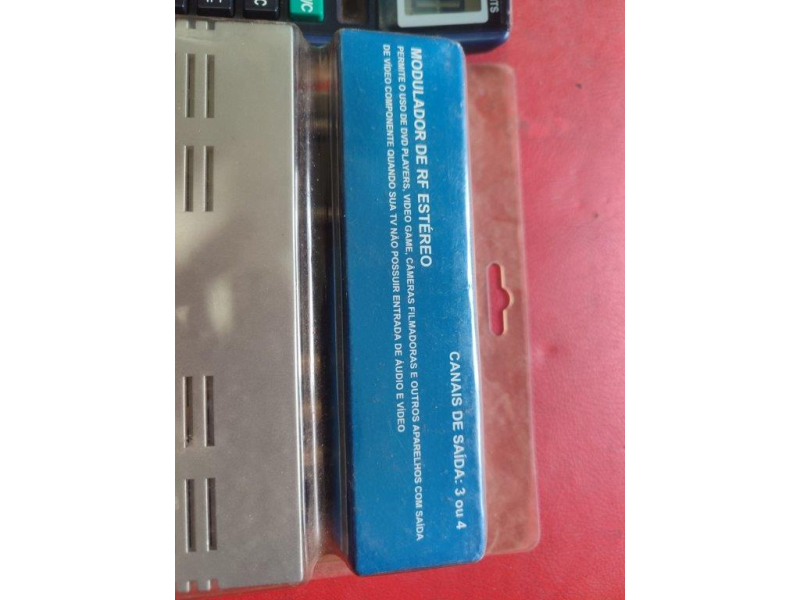 MODULADOR DE RF ESTÉREO
PERMITE O USO DE DVD PLAYERS, VIDEO GAME, CÂMERAS FILMADORAS E OUTROS APARELHOS COM SAÍDA
DE VÍDEO COMPONENTE QUANDO SUA TV NÃO POSSUIR ENTRADA DE ÁUDIO E VÍDEO
CANAIS DE SAÍDA: 3 ou 4